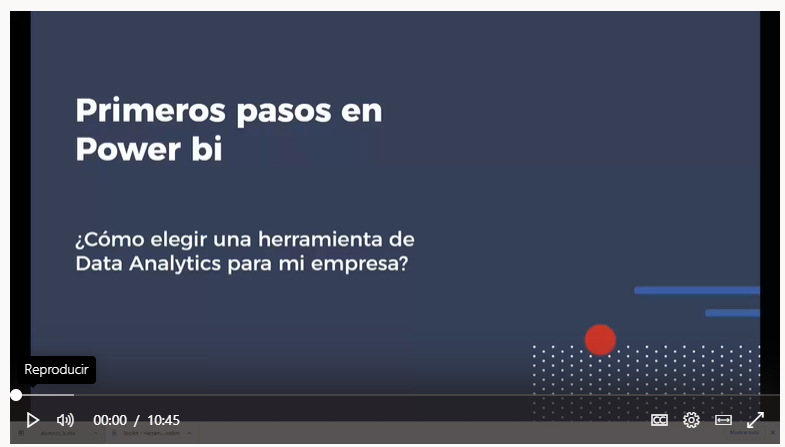 Primeros pasos en
Power bi
¿Cómo elegir una herramienta de
Data Analytics para mi empresa?
Reproducir
00:00 / 10:45
CC